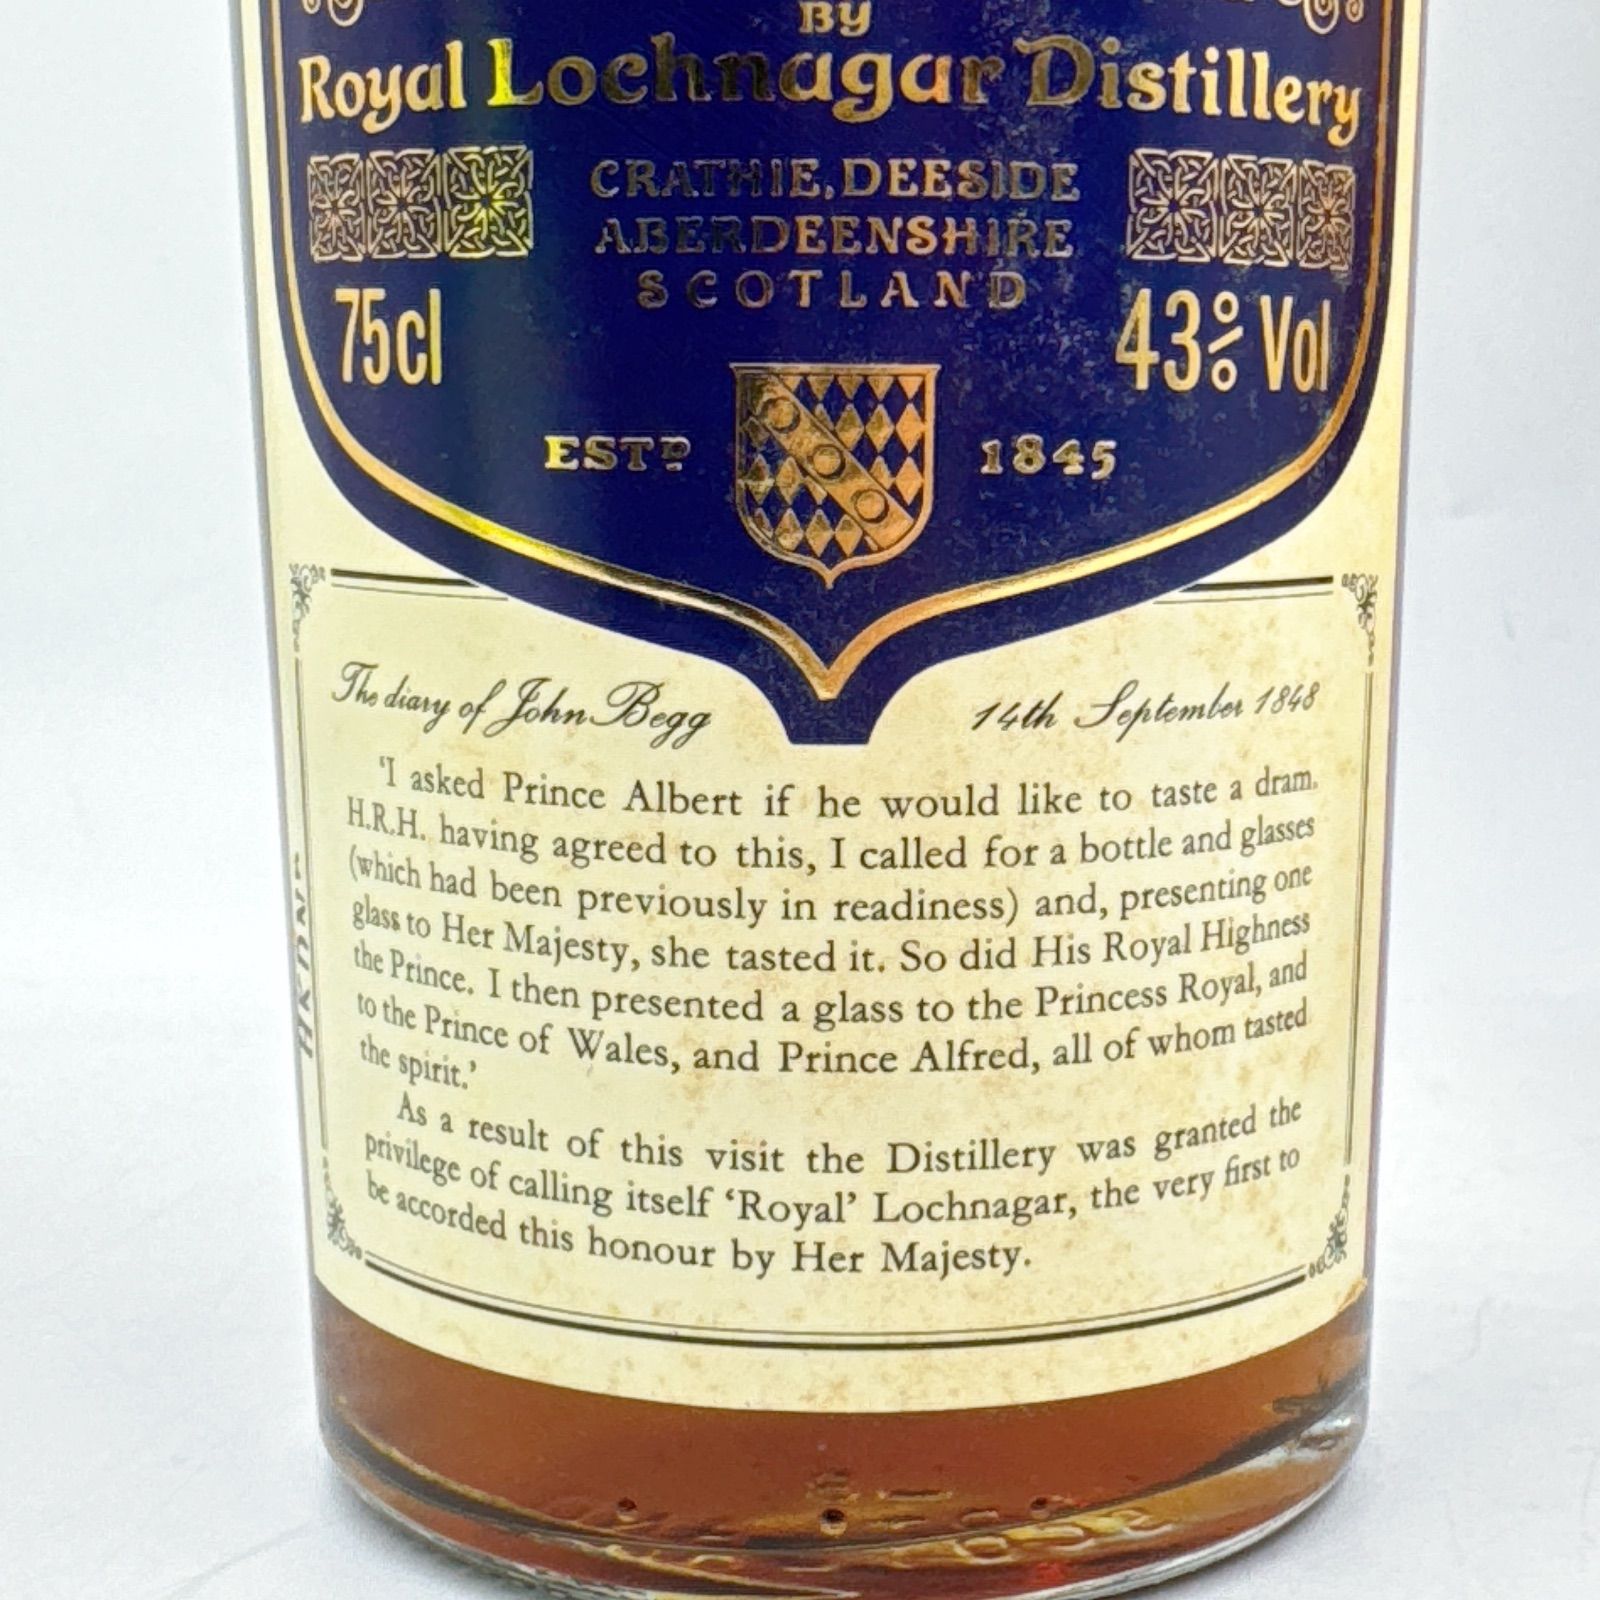 BY
Royal Lochnagar Distillery
CRATHIE, DEESIDE
ABERDEENSHIRE
SCOTLAND
75cl
43% Vol
ESTD 1845
The diary of John Begg 14th September 1848
'I asked Prince Albert if he would like to taste a dram.
H.R.H. having agreed to this, I called for a bottle and glasses
(which had been previously in readiness) and, presenting one
glass to Her Majesty, she tasted it. So did His Royal Highness
the Prince. I then presented a glass to the Princess Royal, and
to the Prince of Wales, and Prince Alfred, all of whom tasted
the spirit.'
As a result of this visit the Distillery was granted the
privilege of calling itself 'Royal' Lochnagar, the very first to
be accorded this honour by Her Majesty.